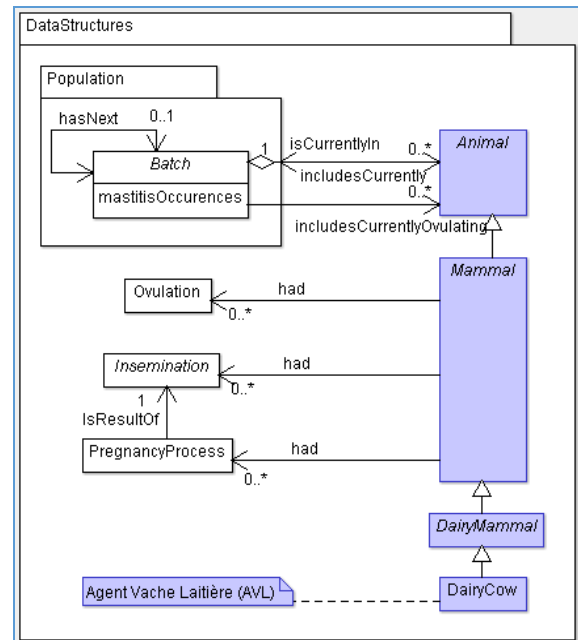 DataStructures
Population
hasNext
0..1
Batch
mastitisOccurences
1
isCurrentlyIn
0..*
includesCurrently
0..*
includesCurrentlyOvulating
Animal
Mammal
Ovulation
had
0..*
Insemination
had
0..*
1
IsResultOf
PregnancyProcess
had
0..*
DairyMammal
Agent Vache Laitière (AVL)
DairyCow